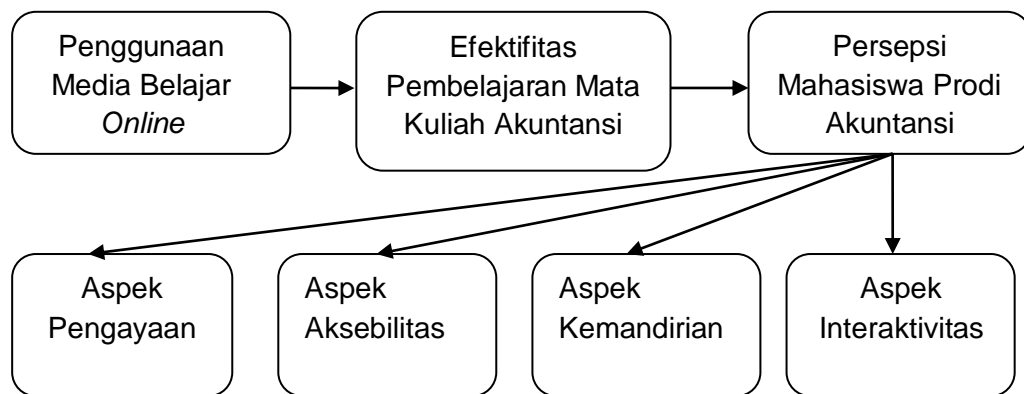 Penggunaan
Media Belajar
Online
Efektifitas
Pembelajaran Mata
Kuliah Akuntansi
Persepsi
Mahasiswa Prodi
Akuntansi
Aspek
Pengayaan
Aspek
Aksebilitas
Aspek
Kemandirian
Aspek
Interaktivitas